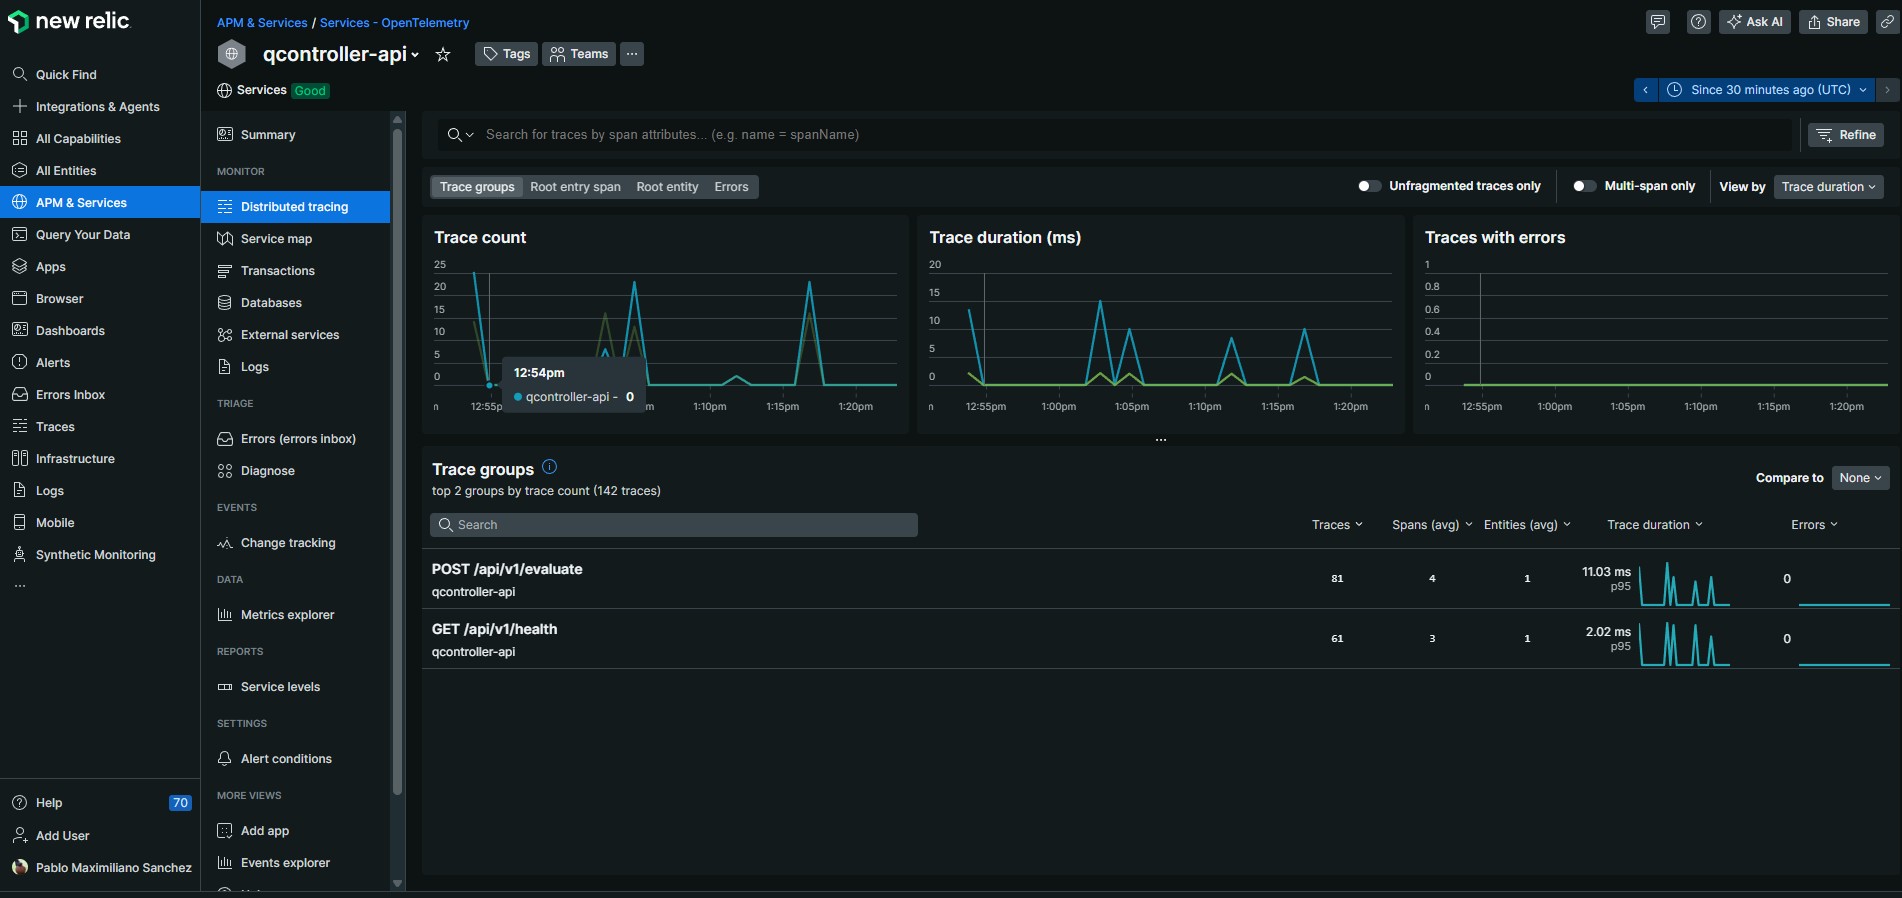 new relic
Quick Find
Integrations & Agents
All Capabilities
All Entities
APM & Services
Query Your Data
Apps
Browser
Dashboards
Alerts
Errors Inbox
Traces
Infrastructure
Logs
Mobile
Synthetic Monitoring
...
Help 70
Add User
Pablo Maximiliano Sanchez
APM & Services / Services - OpenTelemetry
Ask AI Share
qcontroller-api Tags Teams ...
Services Good
Since 30 minutes ago (UTC)
Summary
MONITOR
Distributed tracing
Service map
Transactions
Databases
External services
Logs
TRIAGE
Errors (errors inbox)
Diagnose
EVENTS
Change tracking
DATA
Metrics explorer
REPORTS
Service levels
SETTINGS
Alert conditions
MORE VIEWS
Add app
Events explorer
Search for traces by span attributes... (e.g. name = spanName) Refine
Trace groups Root entry span Root entity Errors
Unfragmented traces only Multi-span only View by Trace duration
Trace count
25
20
15
10
5
0
n 12:55p m 1:10pm 1:15pm 1:20pm
12:54pm
qcontroller-api - 0
Trace duration (ms)
20
15
10
5
0
n 12:55pm 1:00pm 1:05pm 1:10pm 1:15pm 1:20pm
Traces with errors
1
0.8
0.6
0.4
0.2
0
n 12:55pm 1:00pm 1:05pm 1:10pm 1:15pm 1:20pm
...
Trace groups
top 2 groups by trace count (142 traces)
Compare to None
Search
Traces Spans (avg) Entities (avg) Trace duration Errors
POST /api/v1/evaluate
qcontroller-api
81 4 1 11.03 ms p95 0
GET /api/v1/health
qcontroller-api
61 3 1 2.02 ms p95 0